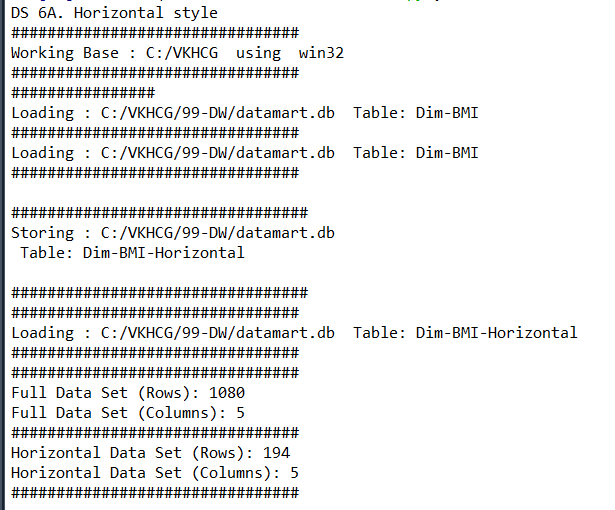 DS 6A. Horizontal style
################################
Working Base : C:/VKHCG  using  win32
################################
################
Loading : C:/VKHCG/99-DW/datamart.db  Table: Dim-BMI
################################
Loading : C:/VKHCG/99-DW/datamart.db  Table: Dim-BMI
################################
#################################
Storing : C:/VKHCG/99-DW/datamart.db
 Table: Dim-BMI-Horizontal
#################################
################################
Loading : C:/VKHCG/99-DW/datamart.db  Table: Dim-BMI-Horizontal
################################
################################
Full Data Set (Rows): 1080
Full Data Set (Columns): 5
################################
Horizontal Data Set (Rows): 194
Horizontal Data Set (Columns): 5
################################